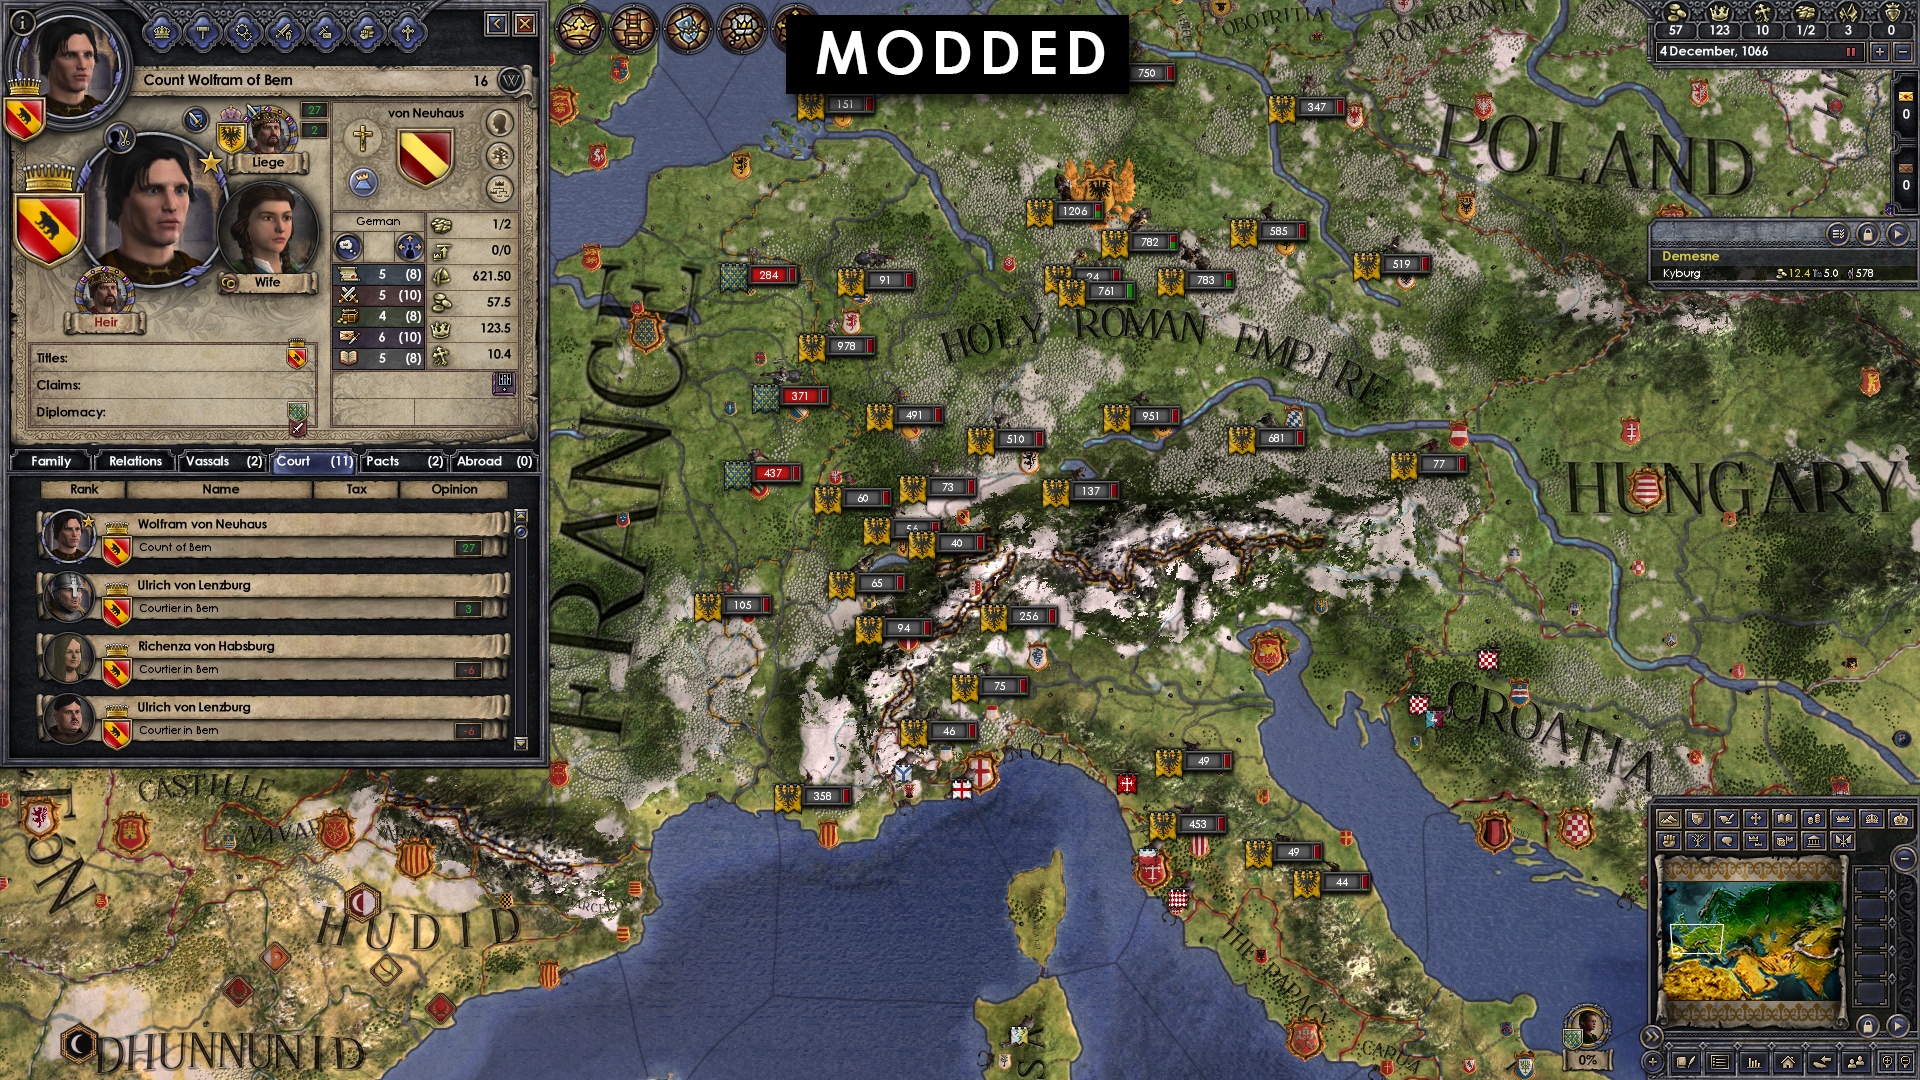 MODDED
Count Wolfram of Bern
16
27
2
Liege
von Neuhaus
Wife
Heir
German
5 (8)
5 (10)
4 (8)
6 (10)
5 (8)
1/2
0/0
621.50
57.5
123.5
10.4
Titles:
Claims:
Diplomacy:
Family
Relations
Vassals (2)
Court (11)
Pacts (2)
Abroad (0)
Rank
Name
Tax
Opinion
Wolfram von Neuhaus
Count of Bern
27
Ulrich von Lenzburg
Courtier in Bern
3
Richenza von Habsburg
Courtier in Bern
-6
Ulrich von Lenzburg
Courtier in Bern
-6
57
123
10
1/2
3
0
4 December, 1066
0
0
Demesne
Kyburg
12.4
5.0
578
OBOTRITIA
POMERANIA
POLAND
HOLY ROMAN EMPIRE
FRANCE
HUNGARY
CROATIA
CASTILLE
HUDID
DHUNNUNID
THE PAPACY
CAPUA
151
750
347
1206
782
585
519
284
91
24
761
783
978
371
491
510
951
681
77
437
60
73
137
56
40
65
105
94
256
75
46
49
358
453
49
44
0%